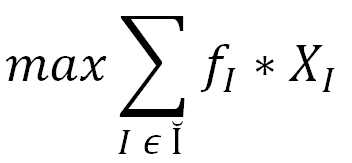 max ∑ f_I * X_I
I ϵ Ĭ